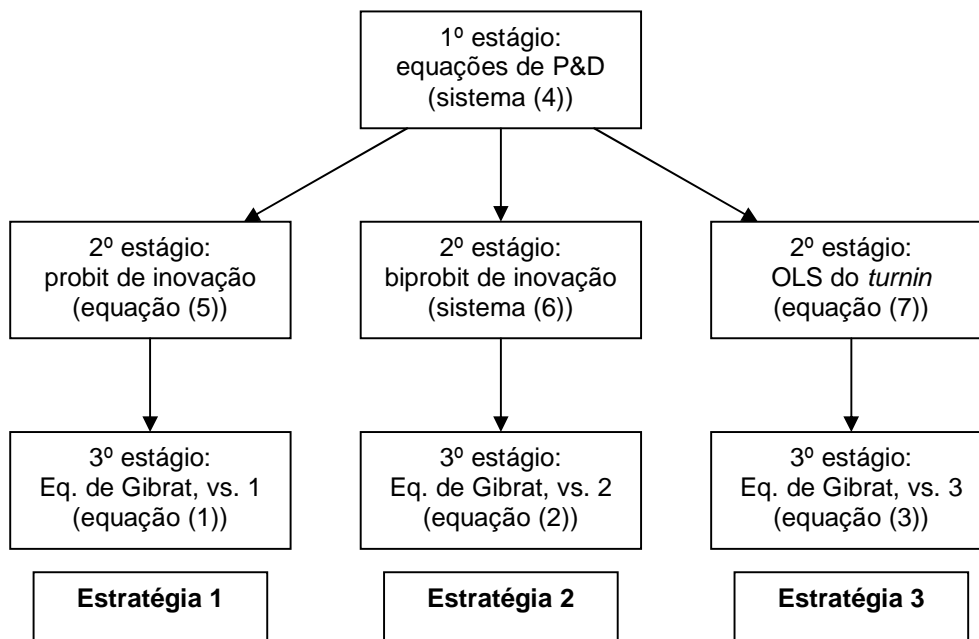 1º estágio:
equações de P&D
(sistema (4))
2º estágio:
probit de inovação
(equação (5))
2º estágio:
biprobit de inovação
(sistema (6))
2º estágio:
OLS do turnin
(equação (7))
3º estágio:
Eq. de Gibrat, vs. 1
(equação (1))
3º estágio:
Eq. de Gibrat, vs. 2
(equação (2))
3º estágio:
Eq. de Gibrat, vs. 3
(equação (3))
Estratégia 1
Estratégia 2
Estratégia 3